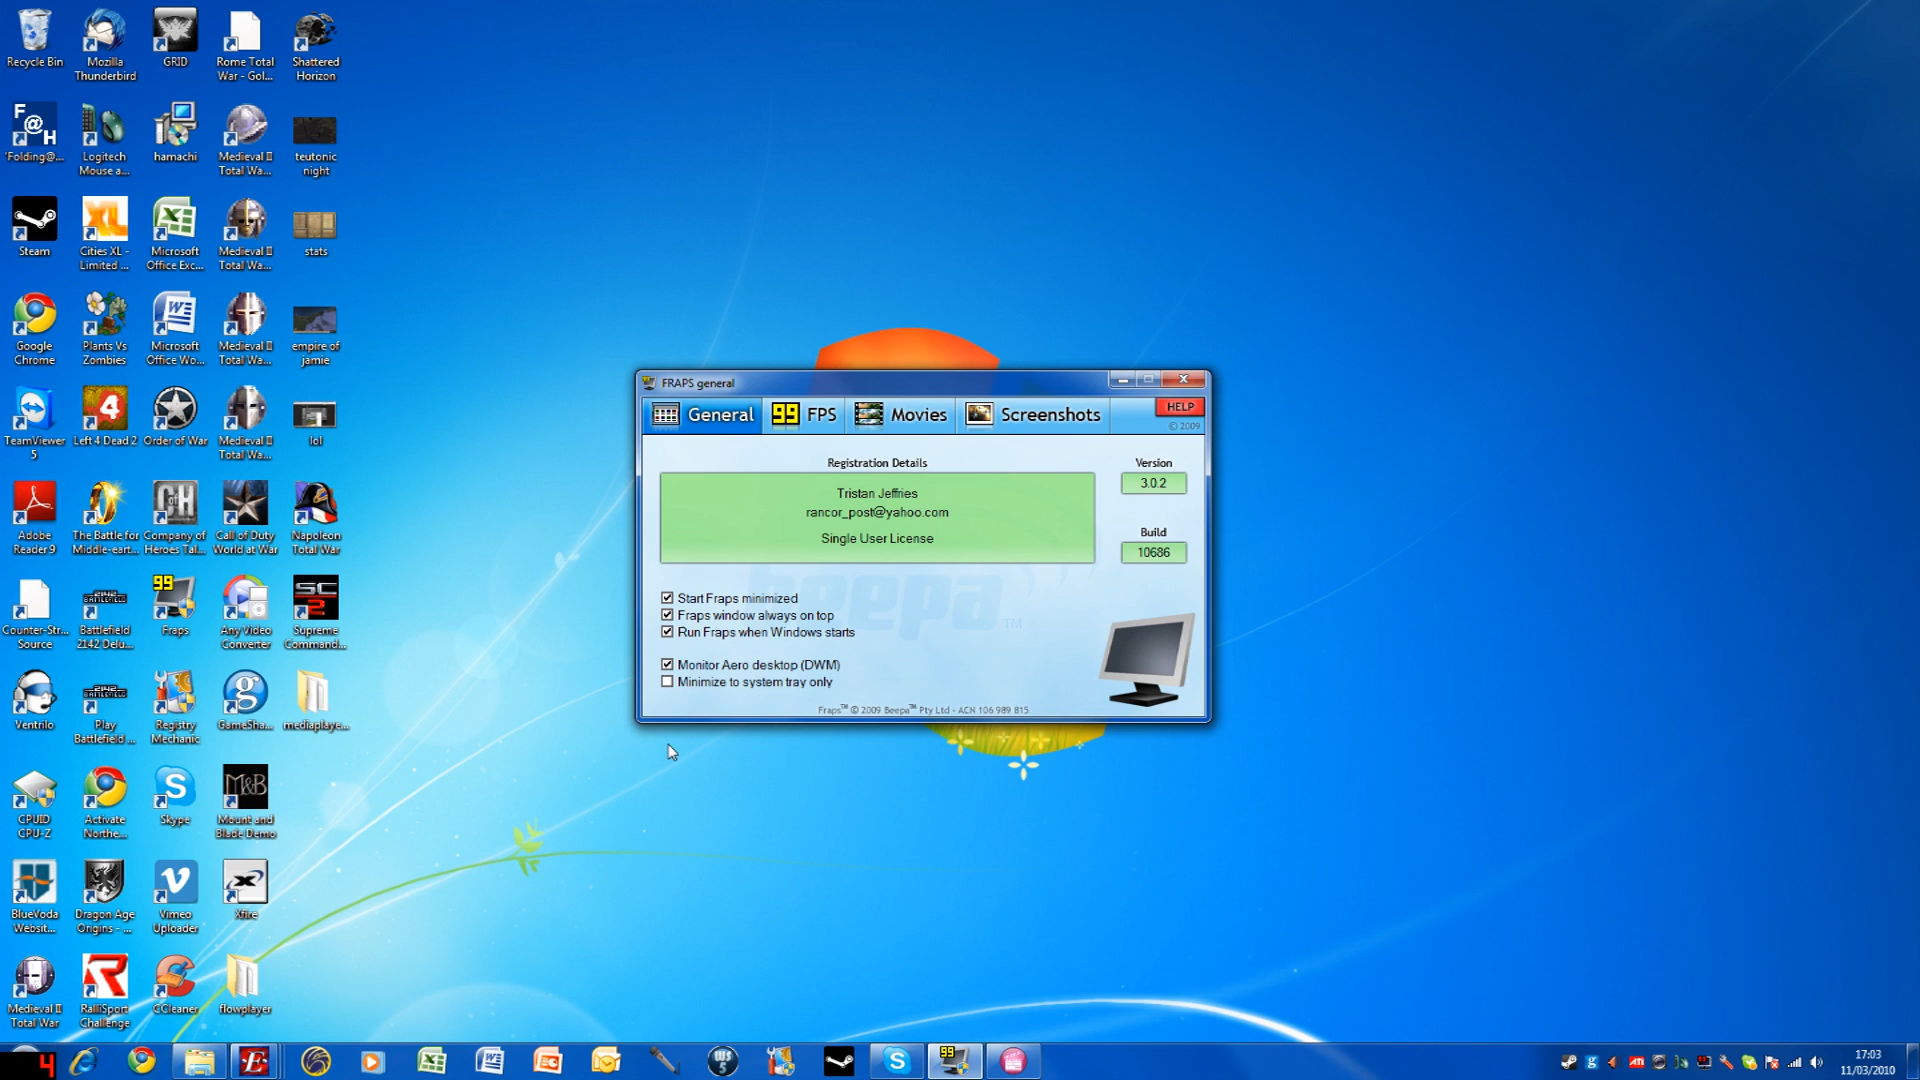 Recycle Bin
Mozilla Thunderbird
GRID
Rome Total War - Gol...
Shattered Horizon
'Folding@...
Logitech Mouse a...
hamachi
Medieval II Total Wa...
teutonic night
Steam
Cities XL - Limited ...
Microsoft Office Exc...
Medieval II Total Wa...
stats
Google Chrome
Plants Vs Zombies
Microsoft Office Wo...
Medieval II Total Wa...
empire of jamie
TeamViewer 5
Left 4 Dead 2
Order of War
Medieval II Total Wa...
lol
Adobe Reader 9
The Battle for Middle-eart...
Company of Heroes Tal...
Call of Duty World at War
Napoleon Total War
Counter-Str... Source
Battlefield 2142 Delu...
Fraps
Any Video Converter
Supreme Command...
Ventrilo
Play Battlefield ...
Registry Mechanic
GameSha...
mediaplaye...
CPUID CPU-Z
Activate Northe...
Skype
Mount and Blade Demo
BlueVoda Websit...
Dragon Age Origins - ...
Vimeo Uploader
Xfire
Medieval II Total War
RalliSport Challenge
CCleaner
flowplayer
FRAPS general
General
99 FPS
Movies
Screenshots
HELP
© 2009
Registration Details
Tristan Jeffries
rancor_post@yahoo.com
Single User License
Version
3.0.2
Build
10686
beepa™
Start Fraps minimized
Fraps window always on top
Run Fraps when Windows starts
Monitor Aero desktop (DWM)
Minimize to system tray only
Fraps™ © 2009 Beepa™ Pty Ltd - ACN 106 989 815
4
17:03
11/03/2010